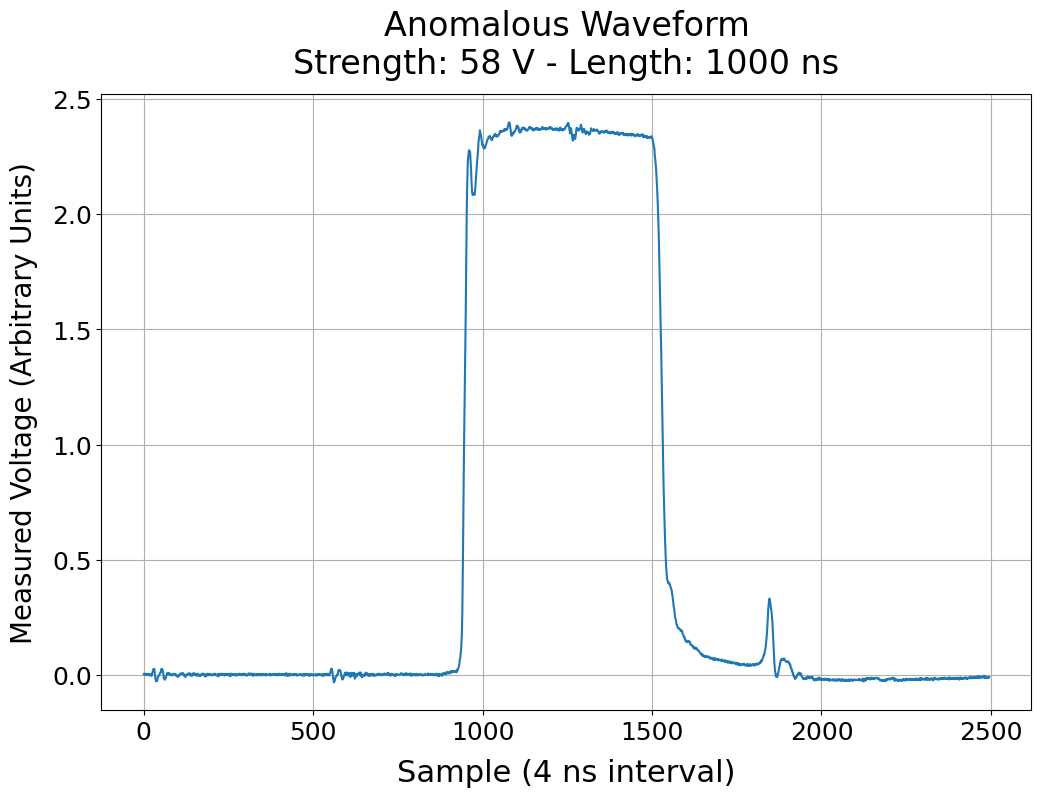 Anomalous Waveform
Strength: 58 V - Length: 1000 ns
2.5
2.0
1.5
1.0
0.5
0.0
Measured Voltage (Arbitrary Units)
0 500 1000 1500 2000 2500
Sample (4 ns interval)